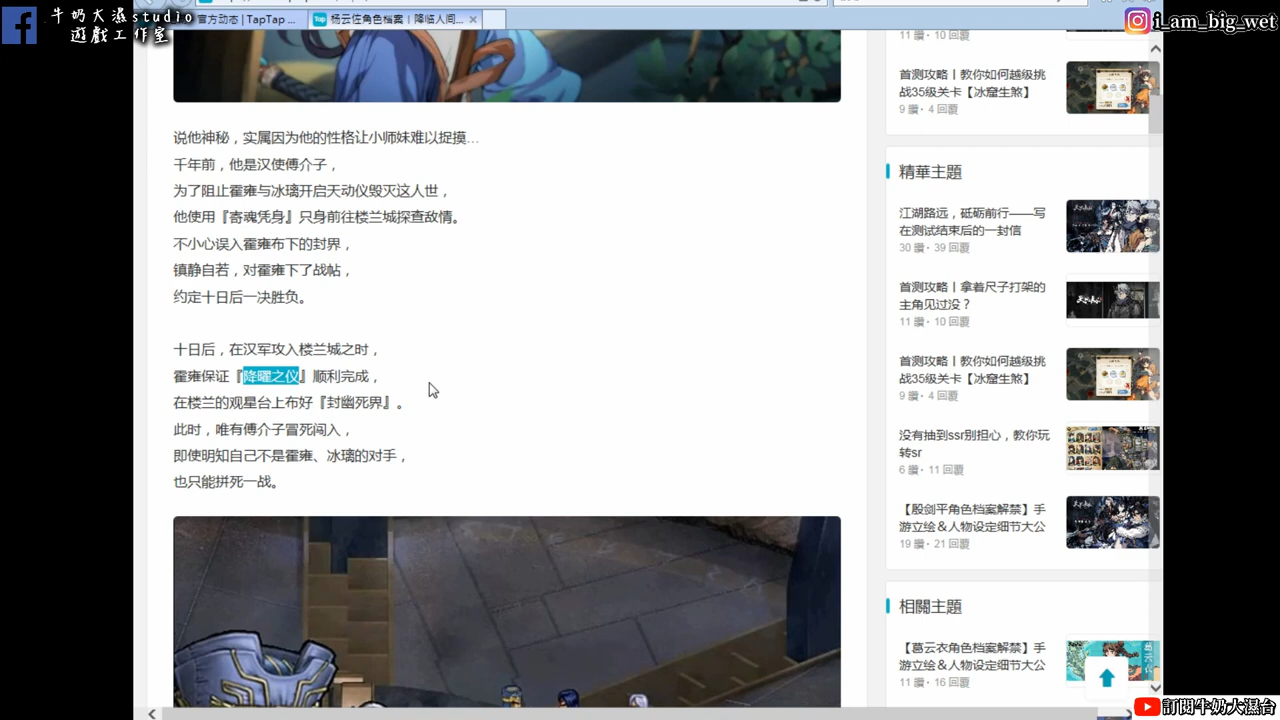 牛奶大濕studio
遊戲工作室
官方动态 | TapTap ...
杨云佐角色档案 | 降临人间...
i_am_big_wet
11 讚 · 10 回覆
首测攻略丨教你如何越级挑
战35级关卡【冰窟生煞】
9 讚 · 4 回覆
说他神秘，实属因为他的性格让小师妹难以捉摸...
千年前，他是汉使傅介子，
为了阻止霍雍与冰璃开启天动仪毁灭这人世，
他使用『寄魂凭身』只身前往楼兰城探查敌情。
不小心误入霍雍布下的封界，
镇静自若，对霍雍下了战帖，
约定十日后一决胜负。
十日后，在汉军攻入楼兰城之时，
霍雍保证『降曜之仪』顺利完成，
在楼兰的观星台上布好『封幽死界』。
此时，唯有傅介子冒死闯入，
即使明知自己不是霍雍、冰璃的对手，
也只能拼死一战。
精華主題
江湖路远，砥砺前行——写
在测试结束后的一封信
30 讚 · 39 回覆
首测攻略丨拿着尺子打架的
主角见过没？
11 讚 · 10 回覆
首测攻略丨教你如何越级挑
战35级关卡【冰窟生煞】
9 讚 · 4 回覆
没有抽到ssr别担心，教你玩
转sr
6 讚 · 11 回覆
【殷剑平角色档案解禁】手
游立绘＆人物设定细节大公
19 讚 · 21 回覆
相關主題
【葛云衣角色档案解禁】手
游立绘＆人物设定细节大公
11 讚 · 16 回覆
訂閱牛奶大濕台